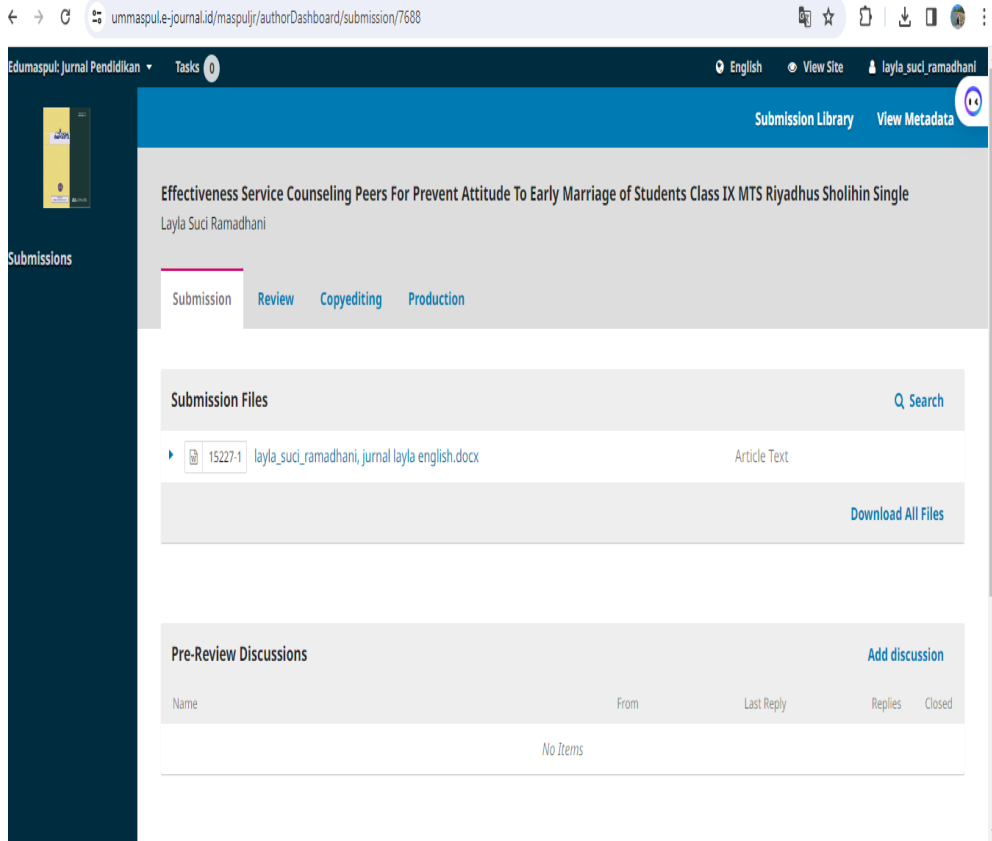 ummaspul.e-journal.id/maspuljr/authorDashboard/submission/7688
Edumaspul: Jurnal Pendidikan Tasks 0 English View Site layla_suci_ramadhani
Submission Library View Metadata
Submissions
Effectiveness Service Counseling Peers For Prevent Attitude To Early Marriage of Students Class IX MTS Riyadhus Sholihin Single
Layla Suci Ramadhani
Submission Review Copyediting Production
Submission Files Search
15227-1 layla_suci_ramadhani, jurnal layla english.docx Article Text
Download All Files
Pre-Review Discussions Add discussion
Name From Last Reply Replies Closed
No Items